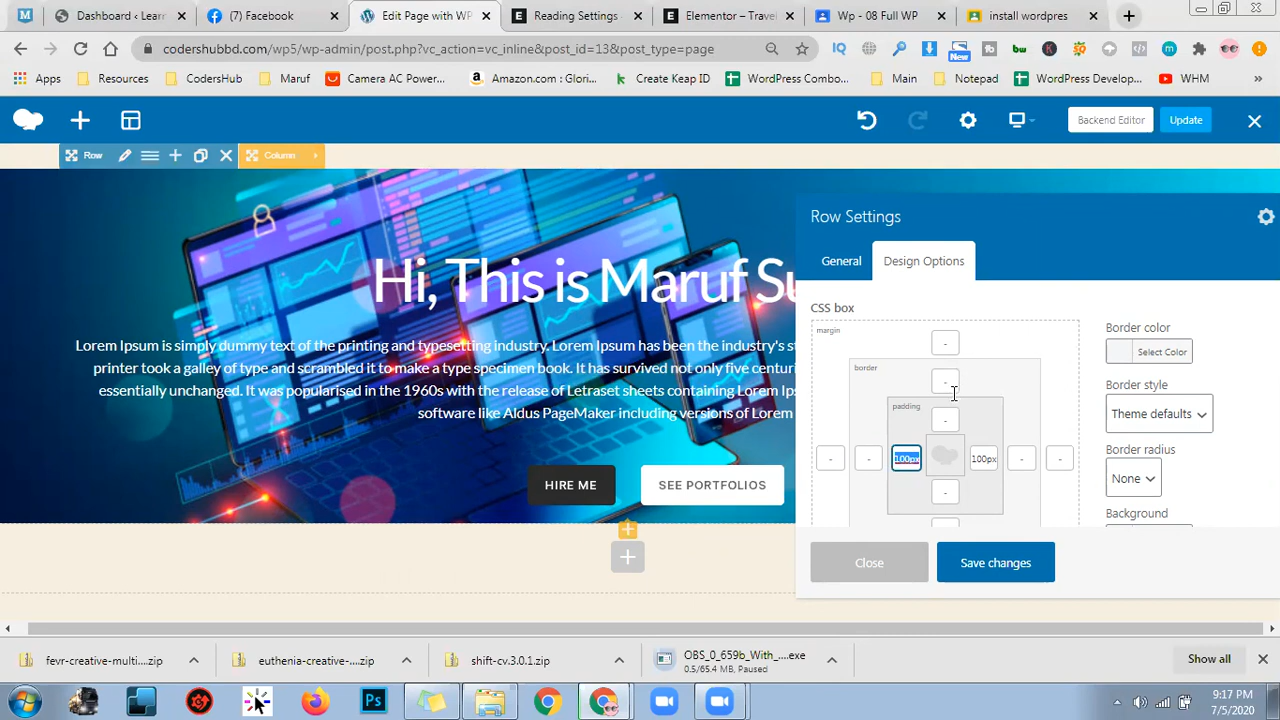 Dashboard ‹ Learn
(7) Facebook
Edit Page with WP
Reading Settings
Elementor – Trave
Wp - 08 Full WP
install wordpres
codershubbd.com/wp5/wp-admin/post.php?vc_action=vc_inline&post_id=13&post_type=page
New
Apps
Resources
CodersHub
Maruf
Camera AC Powe...
Amazon.com : Glori...
Create Keap ID
WordPress Combo...
Main
Notepad
WordPress Develop...
WHM
Backend Editor
Update
Row
Column
Row Settings
General
Design Options
Hi, This is Maruf Su
Lorem Ipsum is simply dummy text of the printing and typesetting industry. Lorem Ipsum has been the industry's s
printer took a galley of type and scrambled it to make a type specimen book. It has survived not only five centuri
essentially unchanged. It was popularised in the 1960s with the release of Letraset sheets containing Lorem Ips
software like Aldus PageMaker including versions of Lorem
HIRE ME
SEE PORTFOLIOS
CSS box
margin
-
border
-
padding
-
- - 100px 100px - -
-
Border color
Select Color
Border style
Theme defaults
Border radius
None
Background
Close
Save changes
fevr-creative-multi....zip
euthenia-creative-....zip
shift-cv.3.0.1.zip
OBS_0_659b_With_....exe
0.5/65.4 MB, Paused
Show all
9:17 PM
7/5/2020